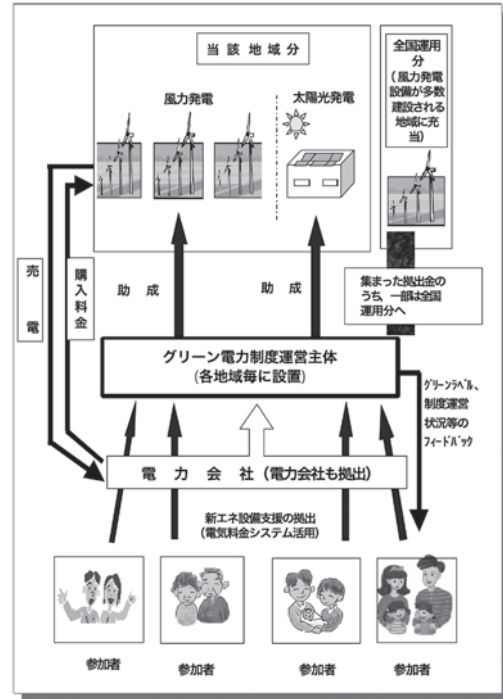 当該地域分
風力発電
太陽光発電
全国運用
分
(風力発電
設備が多数
建設される
地域に充
当)
売電
購入料金
助成
助成
集まった拠出金の
うち、一部は全国
運用分へ
グリーン電力制度運営主体
(各地域毎に設置)
グリーンラベル、
制度運営
状況等の
フィードバック
電力会社(電力会社も拠出)
新エネ設備支援の拠出
(電気料金システム活用)
参加者
参加者
参加者
参加者